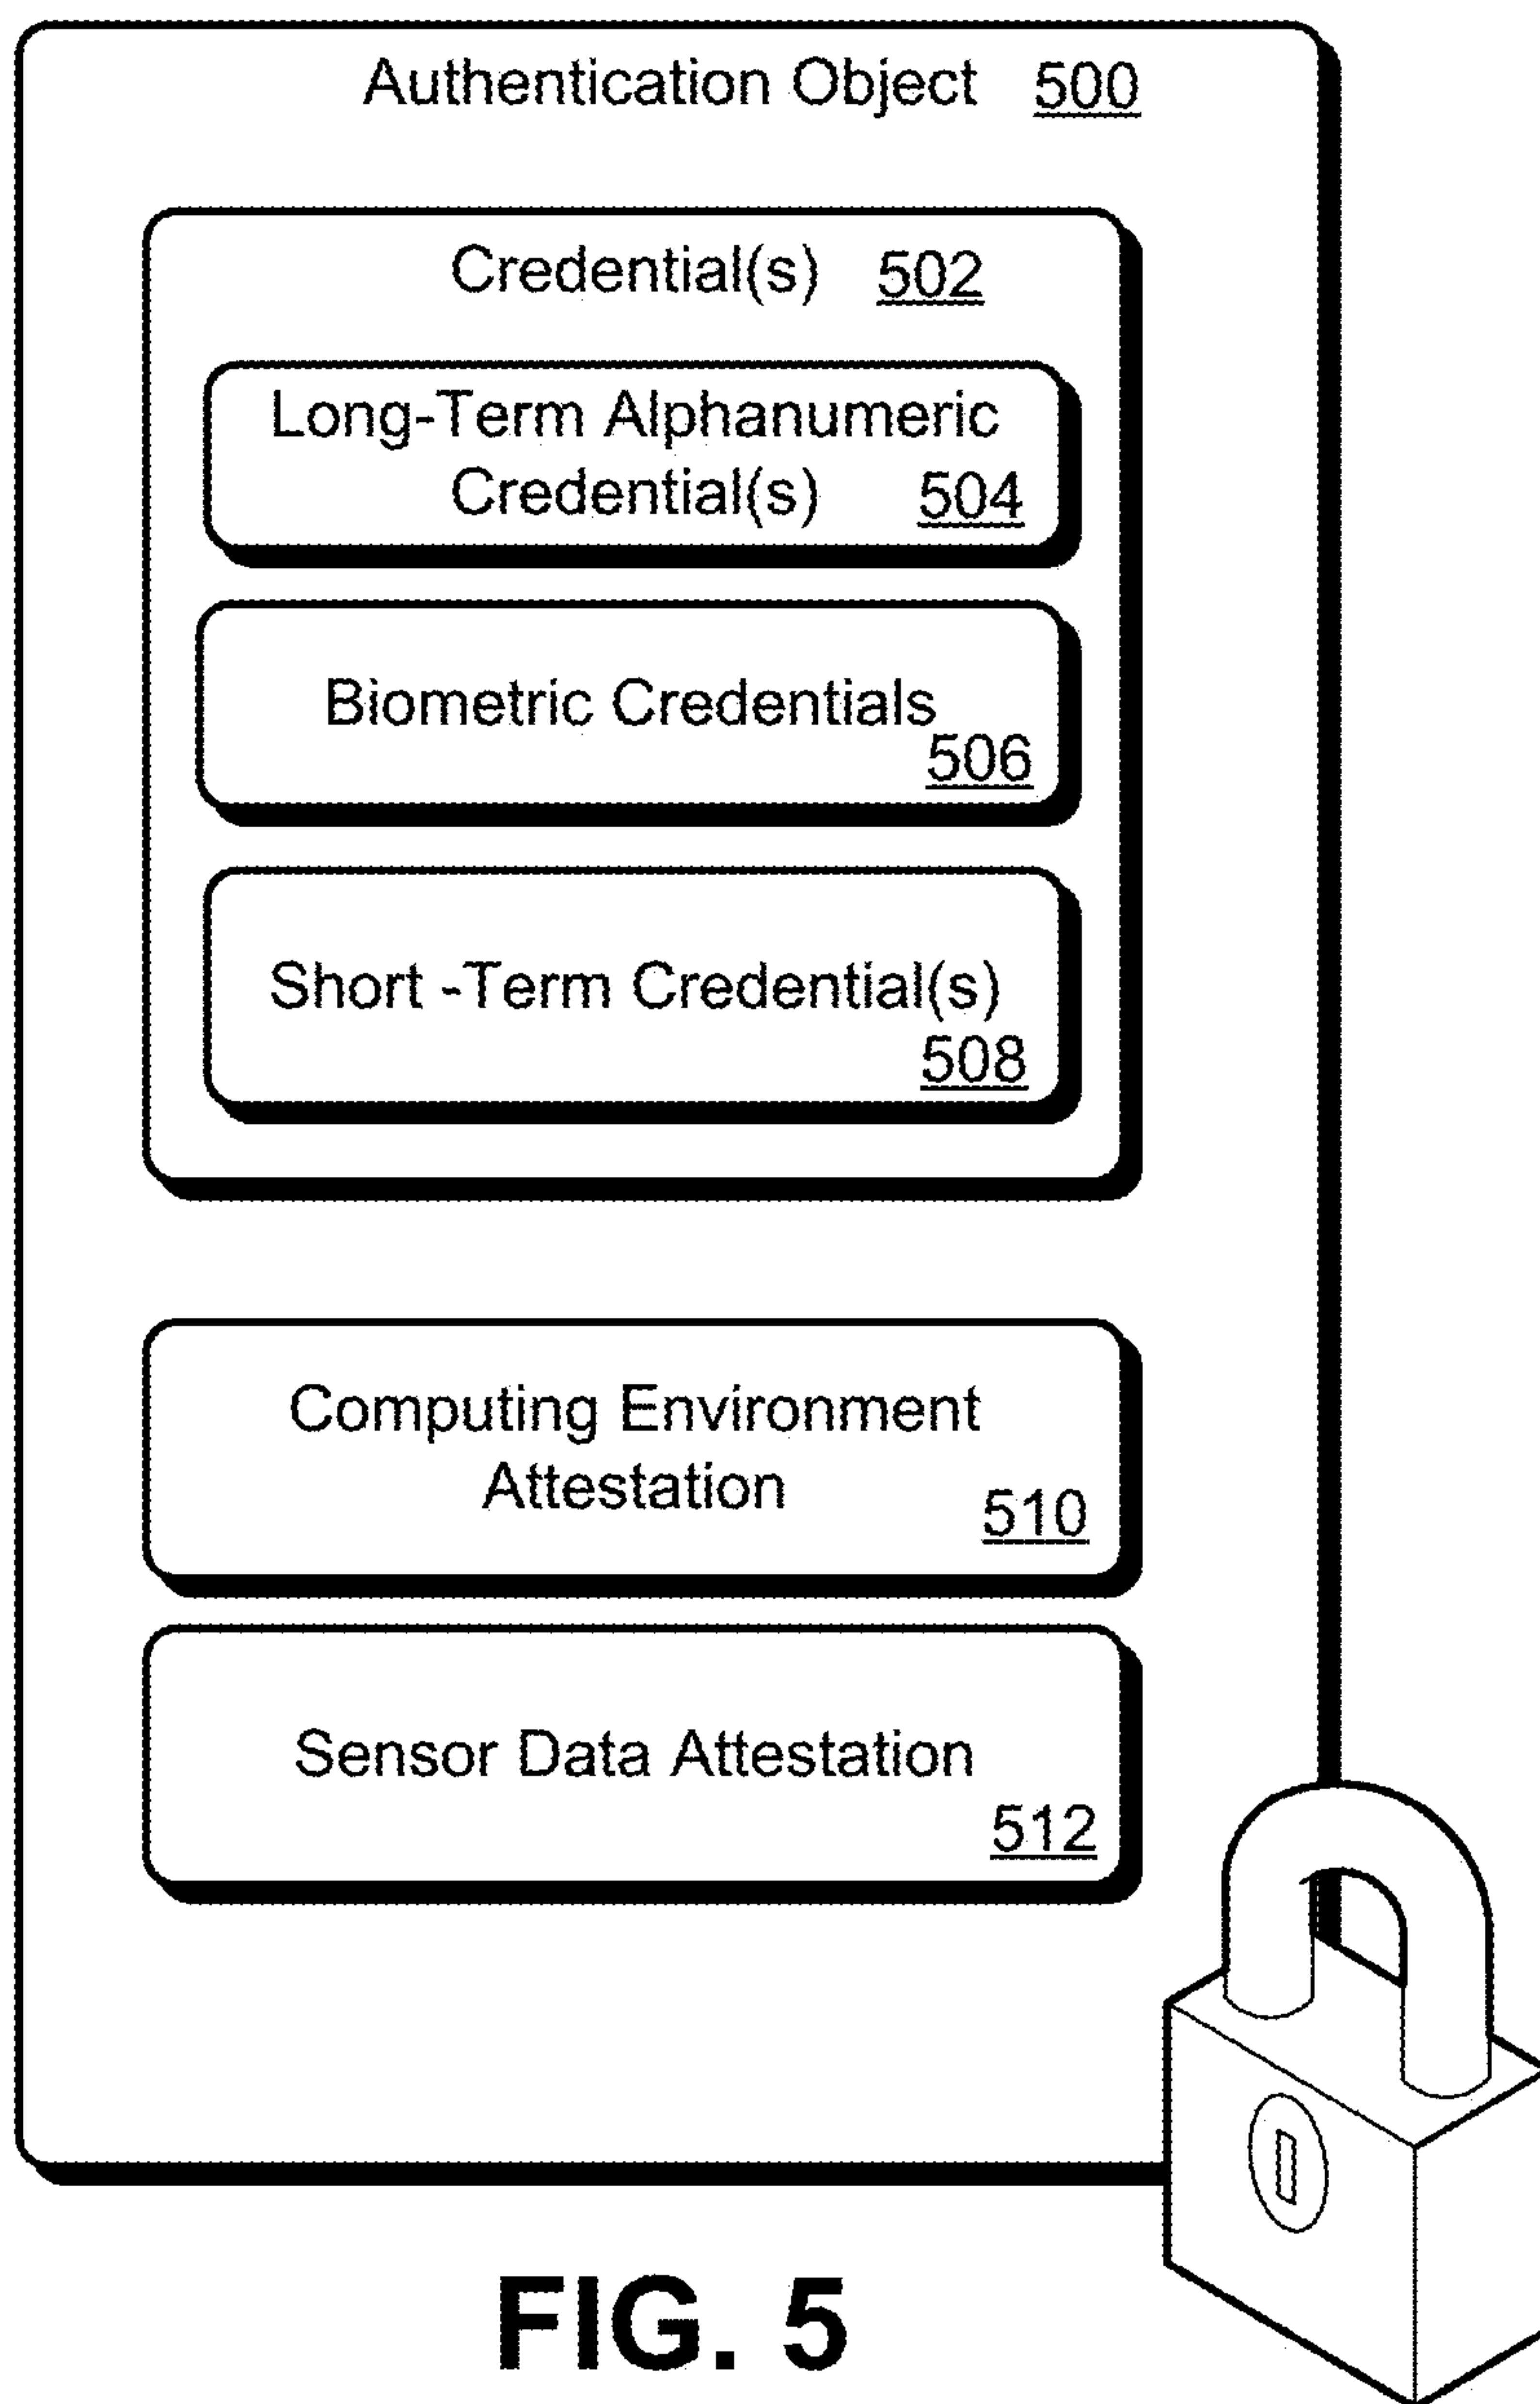 Authentication Object 500
Credential(s) 502
Long-Term Alphanumeric
Credential(s) 504
Biometric Credentials
506
Short -Term Credential(s)
508
Computing Environment
Attestation 510
Sensor Data Attestation
512
FIG. 5